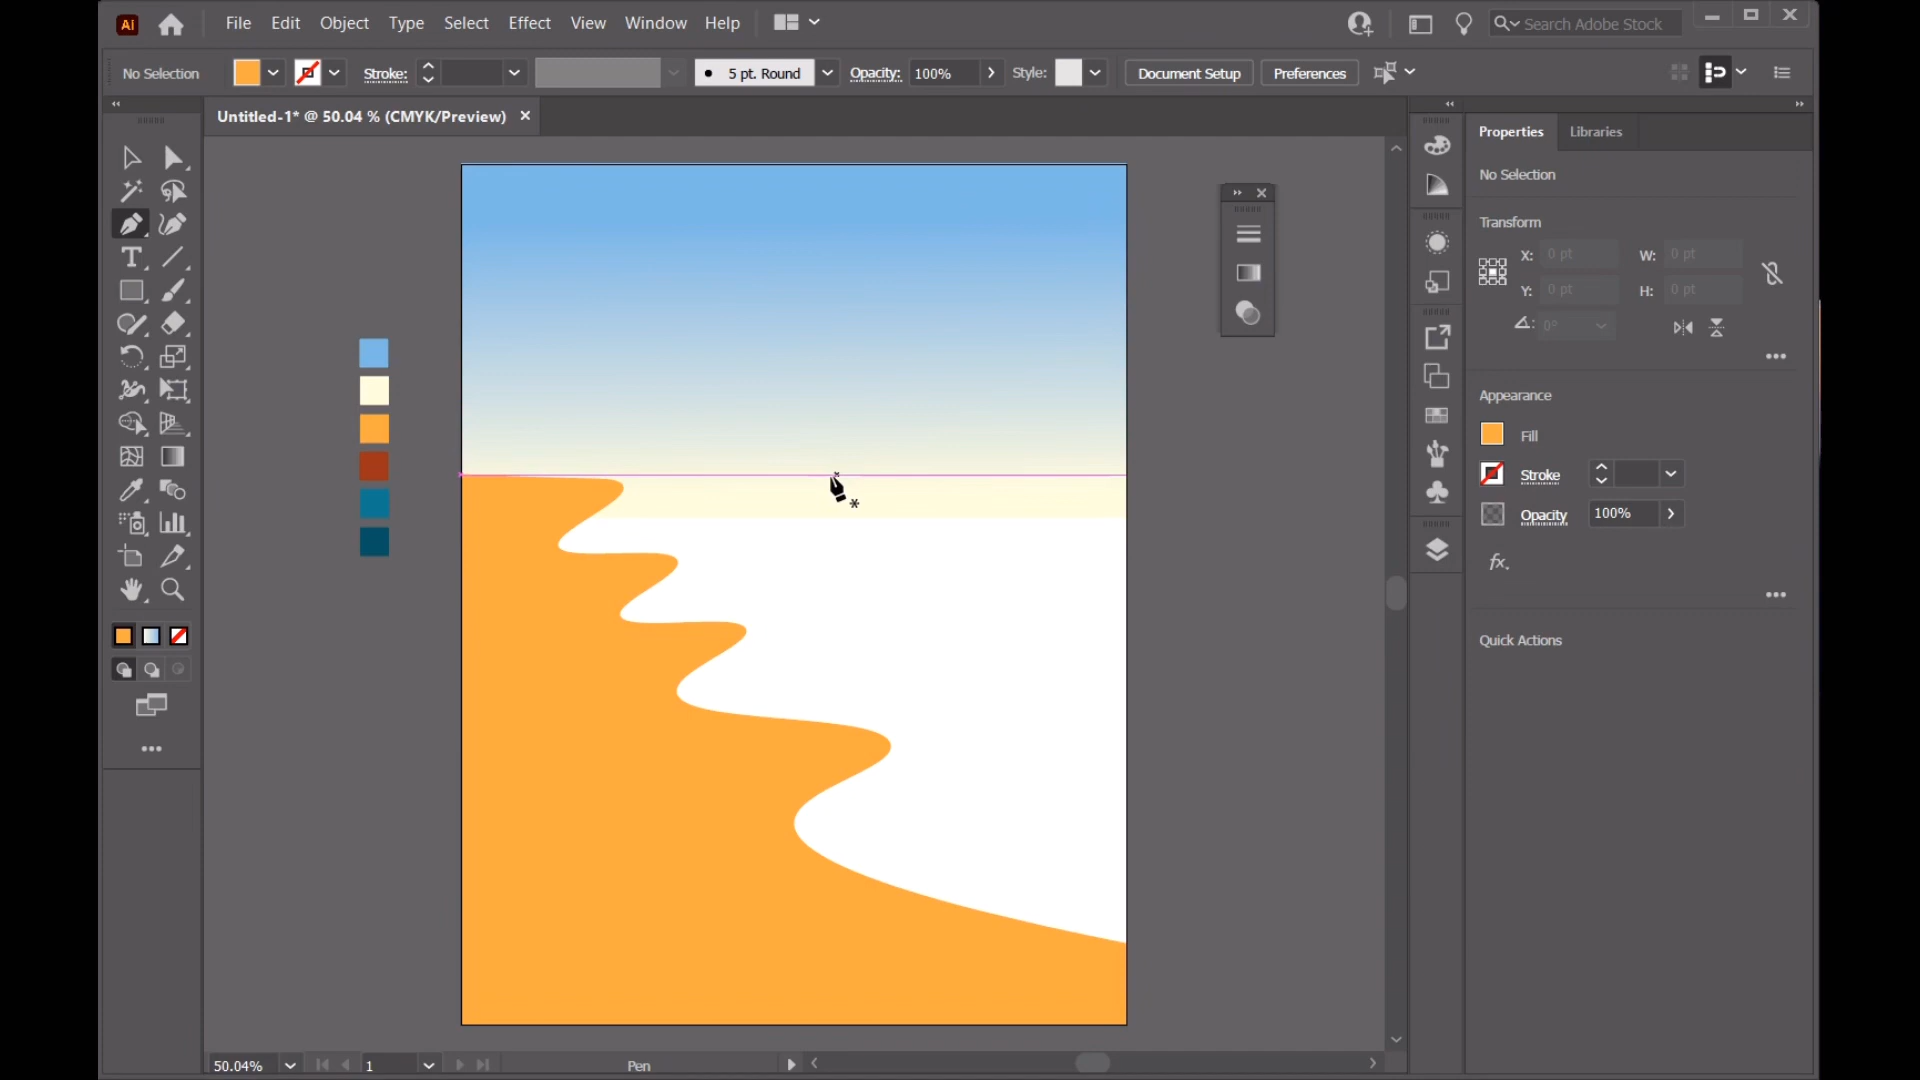 Ai File Edit Object Type Select Effect View Window Help Search Adobe Stock
No Selection Stroke: 5 pt. Round Opacity: 100% Style: Document Setup Preferences
Untitled-1* @ 50.04 % (CMYK/Preview)
Properties Libraries
No Selection
Transform
X: 0 pt W: 0 pt
Y: 0 pt H: 0 pt
0°
Appearance
Fill
Stroke
Opacity 100%
fx.
Quick Actions
50.04% 1 Pen